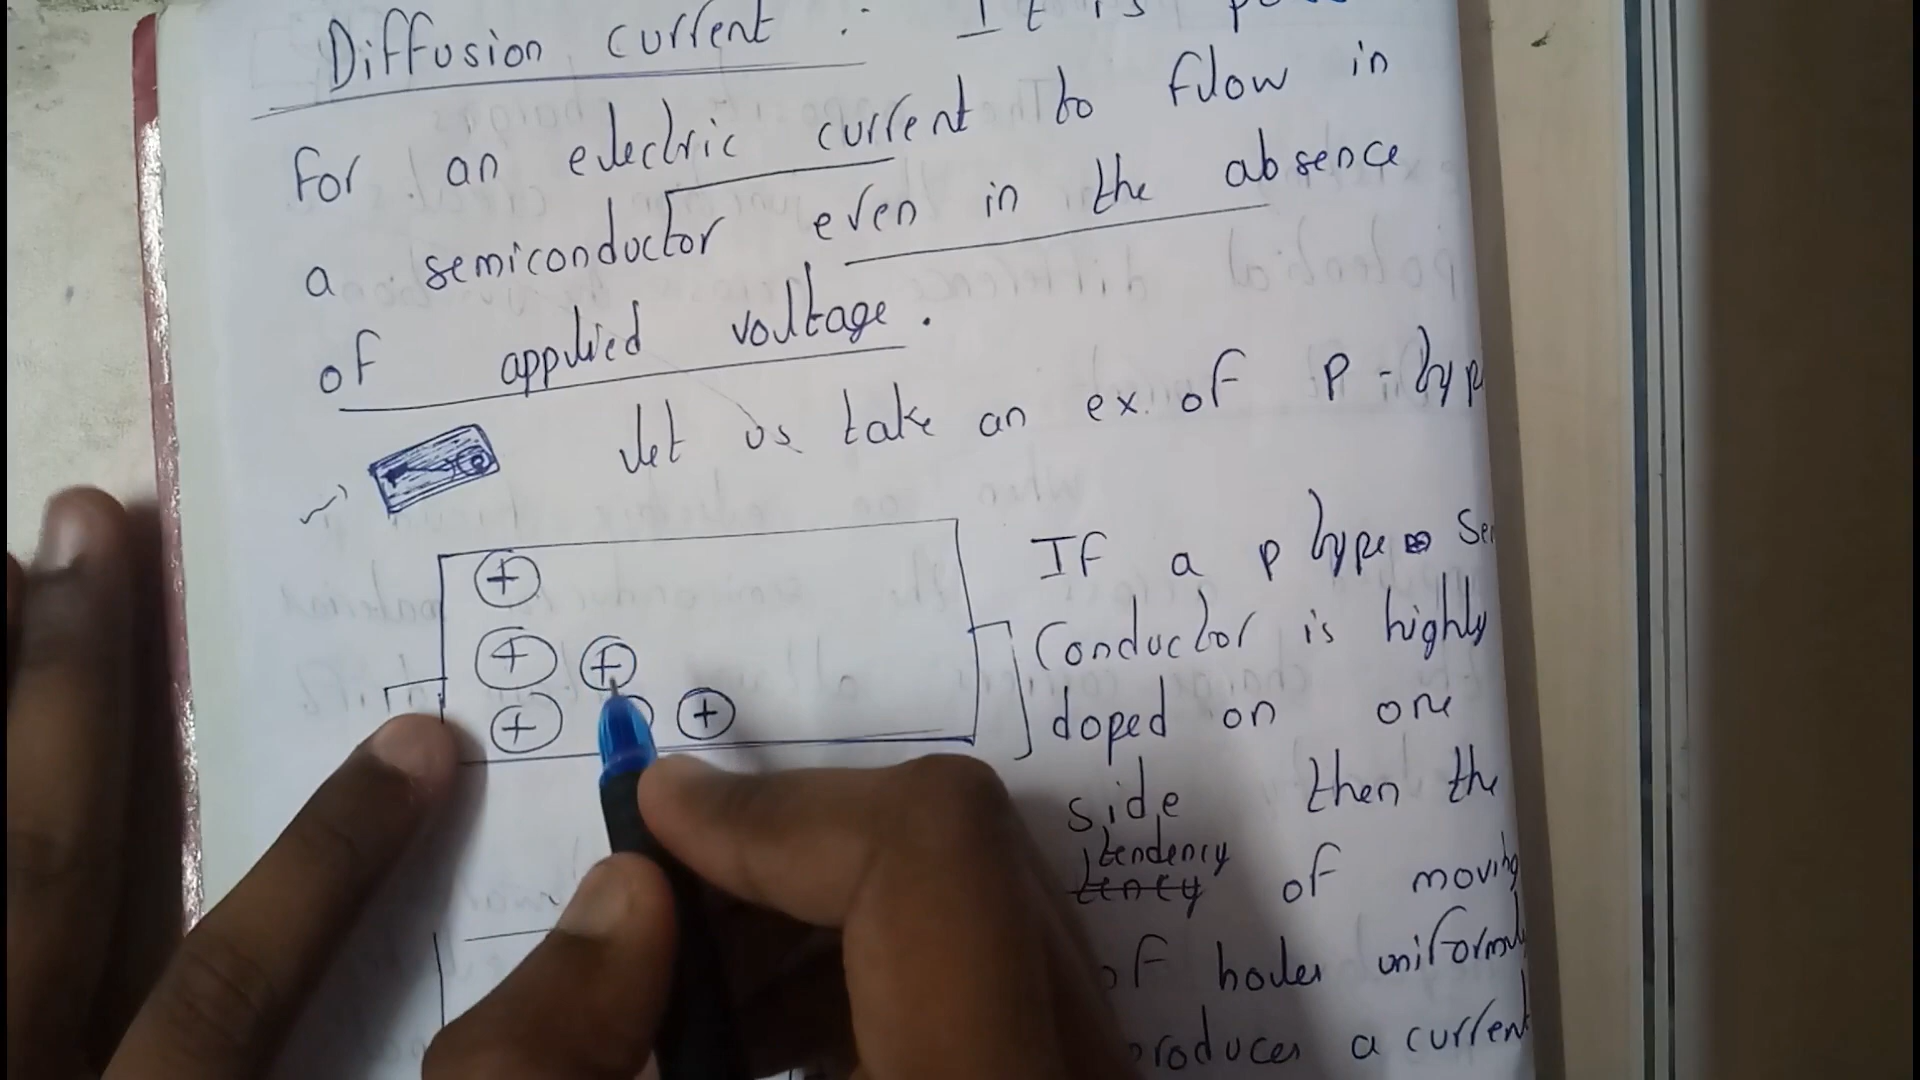 Diffusion current : It is
for an electric current to flow in
a semiconductor even in the absence
of applied voltage.
Let us take an ex. of P-typ
If a p type Se
Conductor is highly
doped on one
side then the
tendency
tency of moving
of holes uniformly
produces a current
+
+ +
+ +